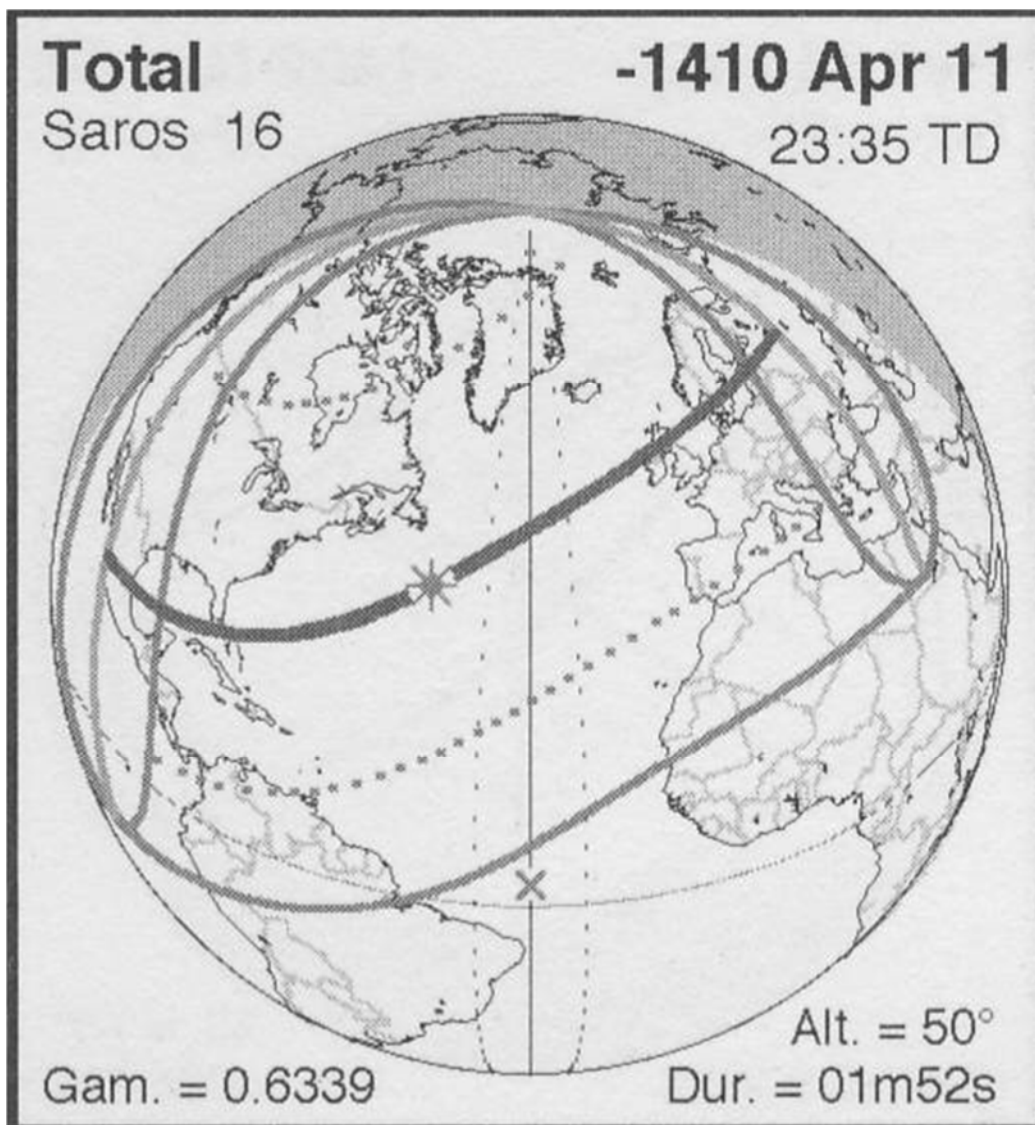 Total -1410 Apr 11
Saros 16 23:35 TD
Alt. = 50°
Gam. = 0.6339 Dur. = 01m52s